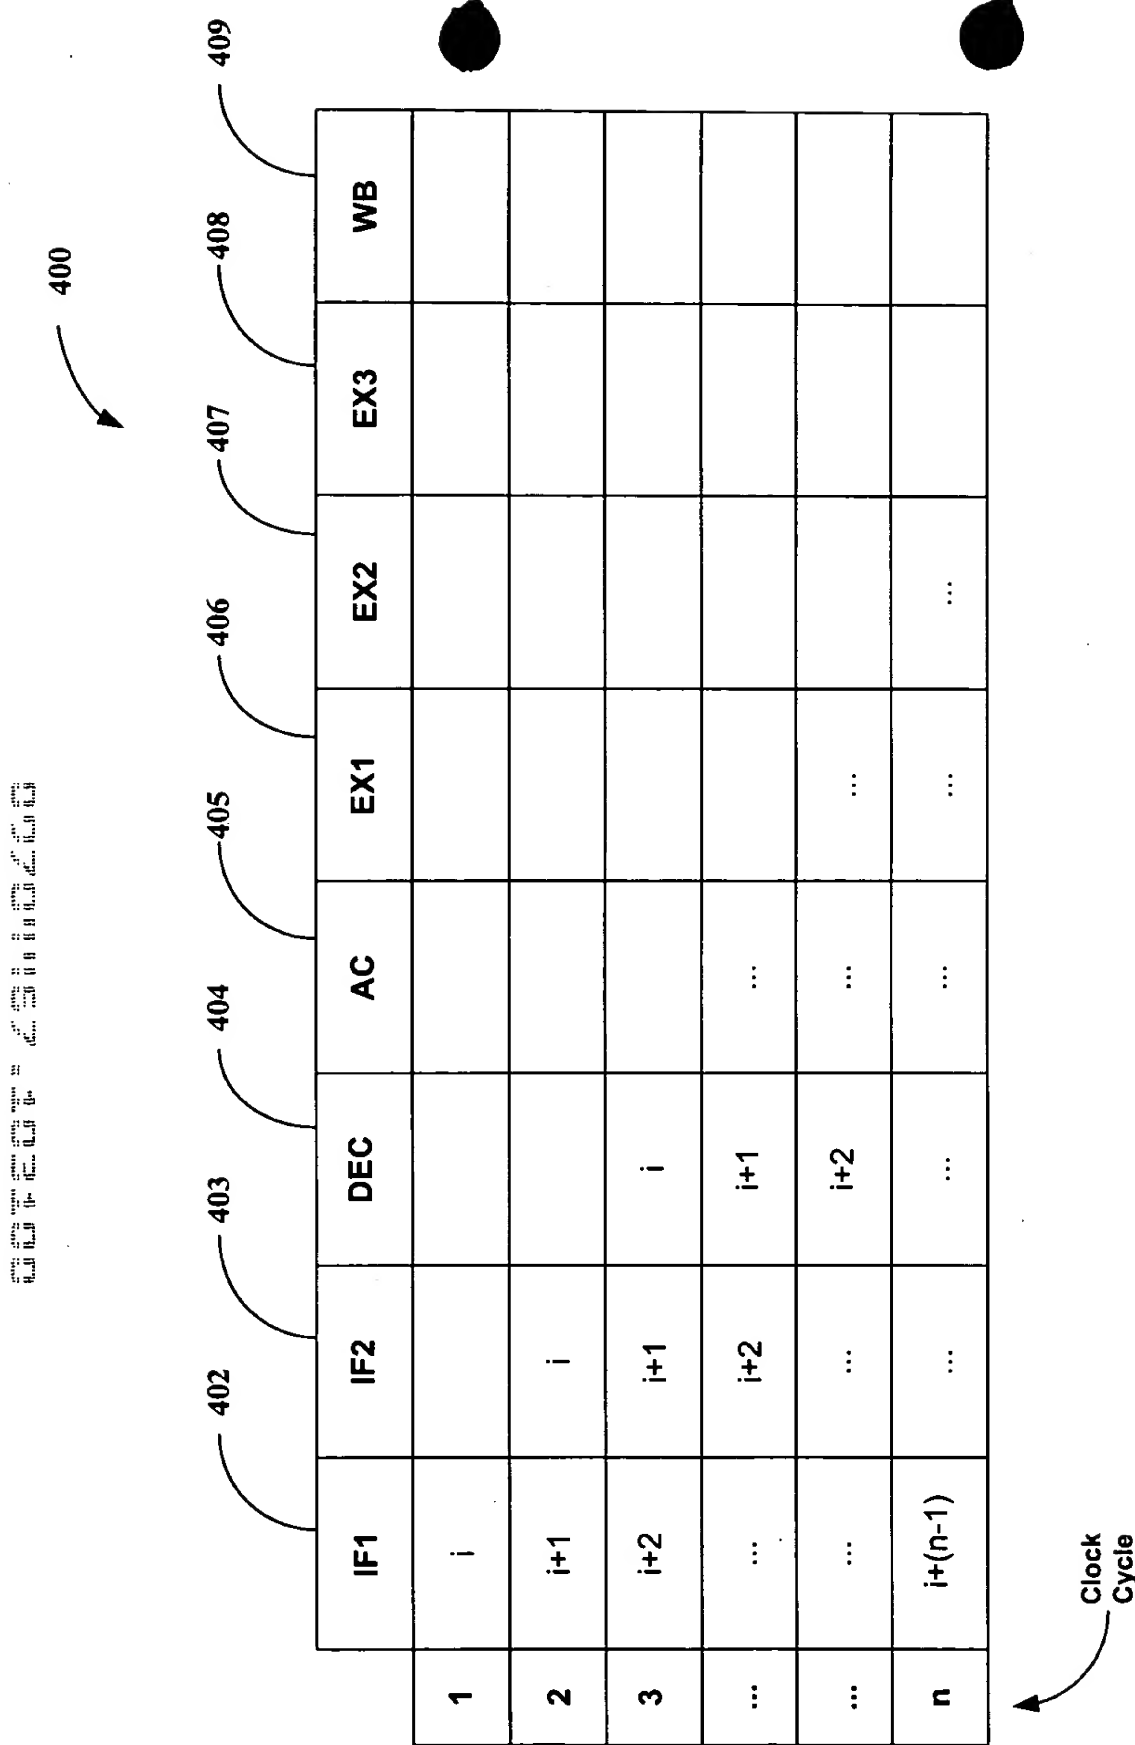 400
402 403 404 405 406 407 408 409
IF1 IF2 DEC AC EX1 EX2 EX3 WB
1 i
2 i+1 i
3 i+2 i+1 i
... ... i+2 i+1 ...
... ... ... i+2 ... ...
n i+(n-1) ... ... ... ... ...
Clock
Cycle